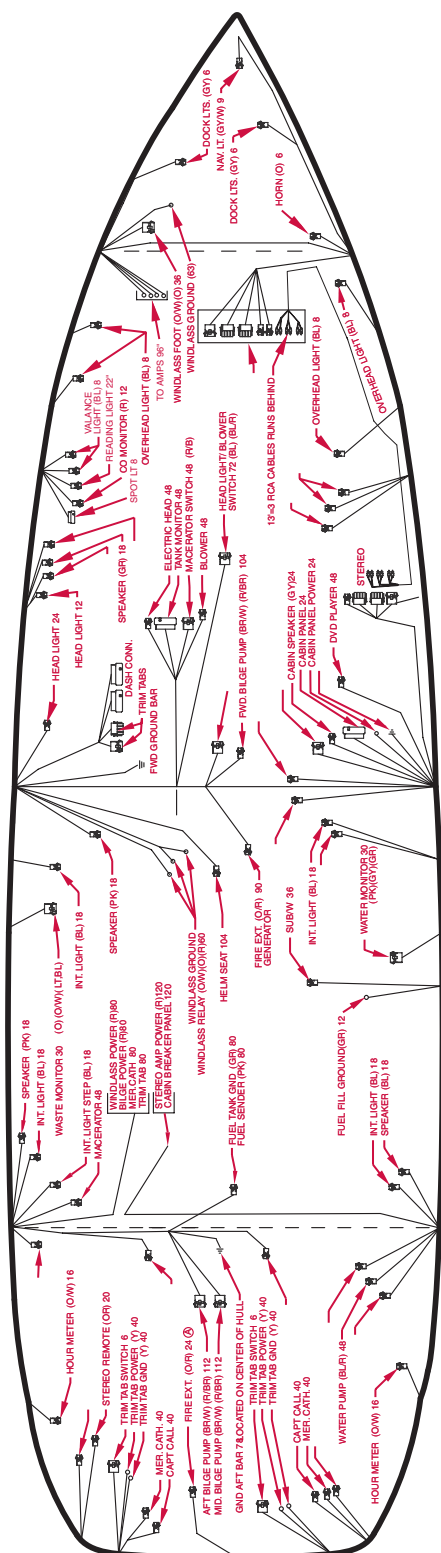 DOCK LTS. (GY) 6
NAV. LT. (GY/W) 9
DOCK LTS (GY) 6
HORN (O) 6
WINDLASS FOOT (O/W)(O) 36
WINDLASS GROUND (63)
TO AMPS 96"
OVERHEAD LIGHT (BL) 8
VALANCE
LIGHT (BL) 8
READING LIGHT 22"
CO MONITOR (R) 12
SPOT LT 8
SPEAKER (GR) 18
HEAD LIGHT 24
HEAD LIGHT 12
13'=3 RCA CABLES RUNS BEHIND
OVERHEAD LIGHT (BL) 8
OVERHEAD LIGHT (BL) 8
ELECTRIC HEAD 48
TANK MONITOR 48
MACERATOR SWITCH 48 (R/B)
BLOWER 48
HEAD LIGHT/ BLOWER
SWITCH 72 (BL) (BL/R)
STEREO
DASH CONN.
TRIM TABS
FWD GROUND BAR
FWD. BILGE PUMP (BR/W) (R/BR) 104
CABIN SPEAKER (GY)24
CABIN PANEL 24
CABIN PANEL POWER 24
DVD PLAYER 48
SPEAKER (PK) 18
INT. LIGHT (BL) 18
WASTE MONITOR 30 (O)(O/W)(LT.BL)
WINDLASS GROUND
WINDLASS RELAY (O/W)(O)(R)60
HELM SEAT 104
FIRE EXT. (O/R) 90
GENERATOR
SUB/W 36
INT. LIGHT (BL) 18
WATER MONITOR 30
(PK)(GY)(GR)
SPEAKER (PK) 18
INT. LIGHT (BL) 18
INT. LIGHT STEP (BL) 18
MACERATOR 48
WINDLASS POWER (R)80
BILGE POWER (R)80
MER.CATH 80
TRIM TAB 80
STEREO AMP POWER (R)120
CABIN BREAKER PANEL 120
FUEL TANK GND (GR) 80
FUEL SENDER (PK) 80
FUEL FILL GROUND(GR) 12
INT. LIGHT (BL) 18
SPEAKER (BL) 18
HOUR METER (O/W) 16
STEREO REMOTE (OR) 20
TRIM TAB SWITCH 6
TRIM TAB POWER (Y) 40
TRIM TAB GND (Y) 40
MER. CATH. 40
CAPT CALL 40
FIRE EXT. (O/R) 24 Ⓐ
AFT BILGE PUMP (BR/W) (R/BR) 112
MID. BILGE PUMP (BR/W) (R/BR) 112
GND AFT BAR 78LOCATED ON CENTER OF HULL
TRIM TAB SWITCH 6
TRIM TAB POWER (Y) 40
TRIM TAB GND (Y) 40
CAPT CALL 40
MER. CATH. 40
WATER PUMP (BL/R) 48
HOUR METER (O/W) 16